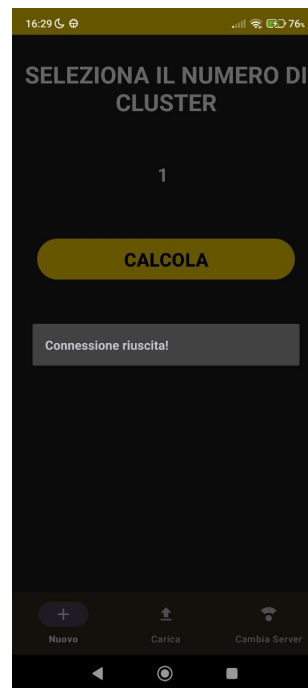 16:29
76%
SELEZIONA IL NUMERO DI
CLUSTER
1
CALCOLA
Connessione riuscita!
Nuovo
Carica
Cambia Server